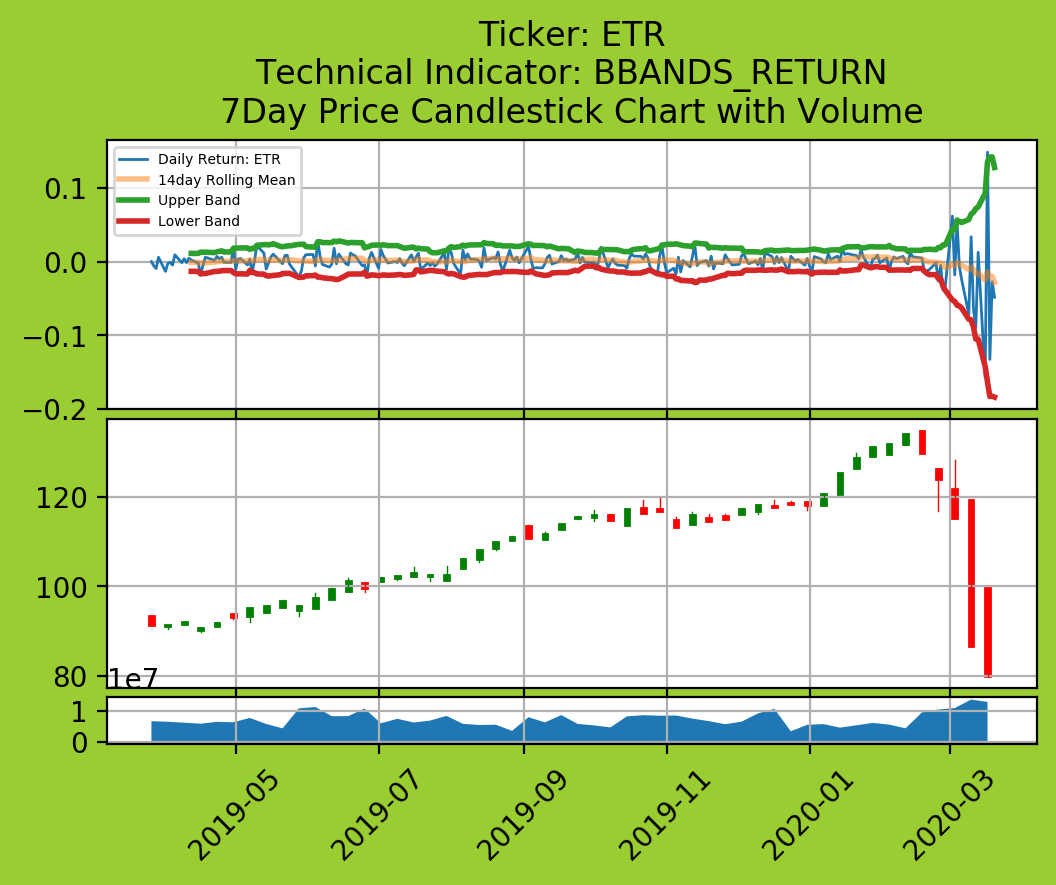 Ticker: ETR
Technical Indicator: BBANDS_RETURN
7Day Price Candlestick Chart with Volume
Daily Return: ETR
14day Rolling Mean
Upper Band
Lower Band
0.1
0.0
−0.1
−0.2
120
100
80
1e7
1
0
2019-05
2019-07
2019-09
2019-11
2020-01
2020-03